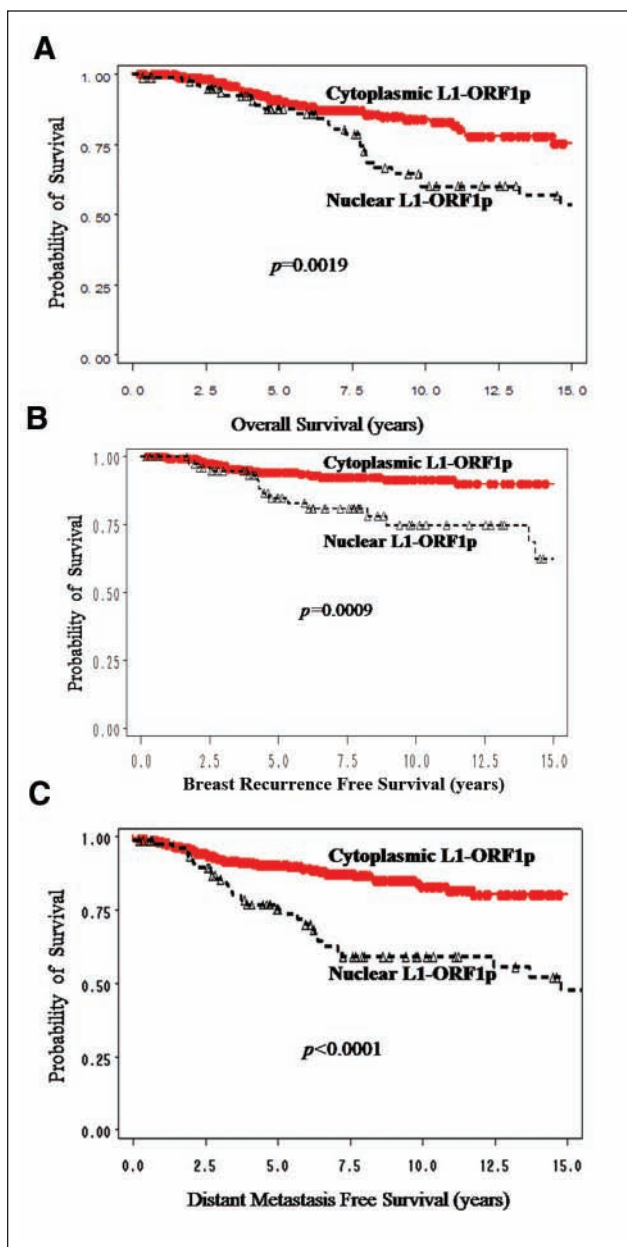 A
1.00
Cytoplasmic L1-ORF1p
0.75
Nuclear L1-ORF1p
0.50
p=0.0019
0.25
0.00
Probability of Survival
0.0 2.5 5.0 7.5 10.0 12.5 15.0
Overall Survival (years)
B
1.00
Cytoplasmic L1-ORF1p
0.75
Nuclear L1-ORF1p
0.50
p=0.0009
0.25
0.00
Probability of Survival
0.0 2.5 5.0 7.5 10.0 12.5 15.0
Breast Recurrence Free Survival (years)
C
1.00
Cytoplasmic L1-ORF1p
0.75
Nuclear L1-ORF1p
0.50
p<0.0001
0.25
0.00
Probability of Survival
0.0 2.5 5.0 7.5 10.0 12.5 15.0
Distant Metastasis Free Survival (years)